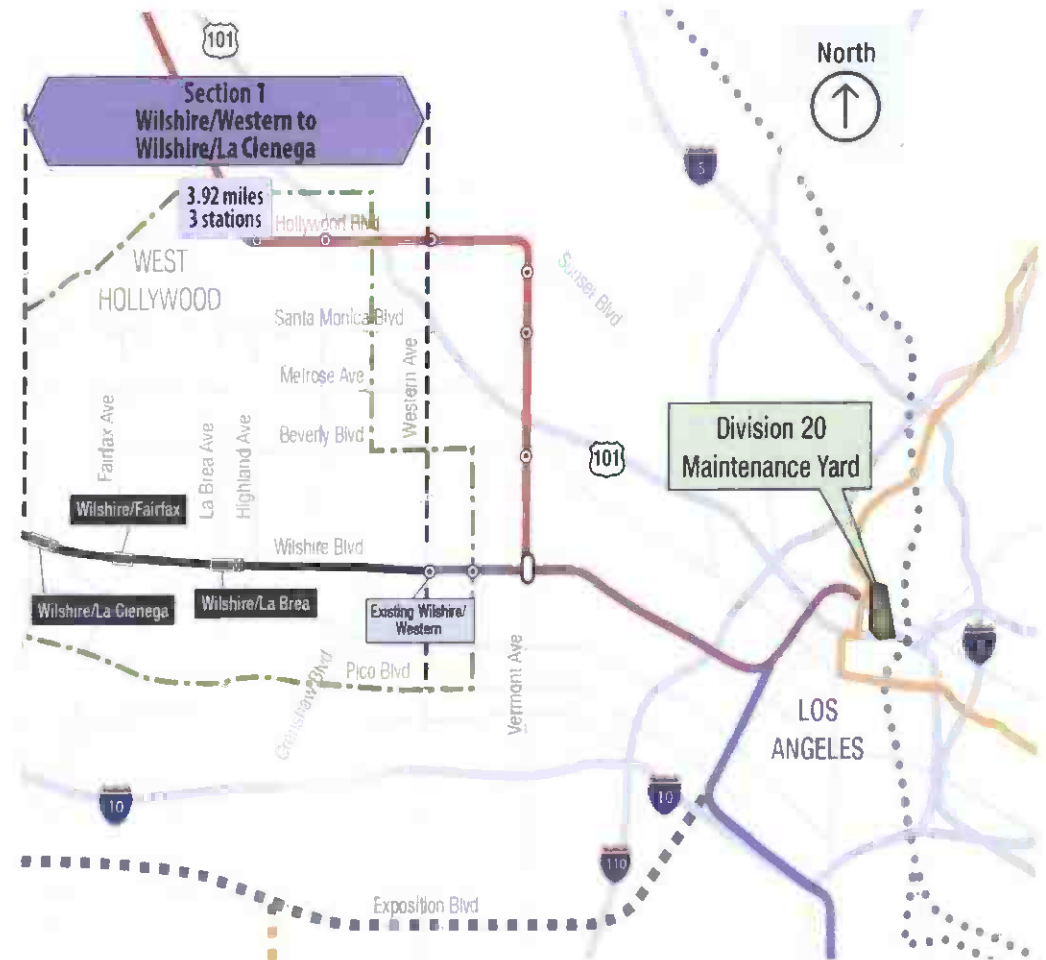 101
North
Section 1
Wilshire/Western to
Wilshire/La Cienega
5
3.92 miles
3 stations
Hollywood Blvd
WEST
HOLLYWOOD
Sunset Blvd
Santa Monica Blvd
Western Ave
Melrose Ave
Fairfax Ave
La Brea Ave
Highland Ave
Beverly Blvd
101
Division 20
Maintenance Yard
Wilshire/Fairfax
Wilshire Blvd
Wilshire/La Cienega
Wilshire/La Brea
Existing Wilshire/
Western
Pico Blvd
Crenshaw Blvd
Vermont Ave
LOS
ANGELES
10
10
110
Exposition Blvd